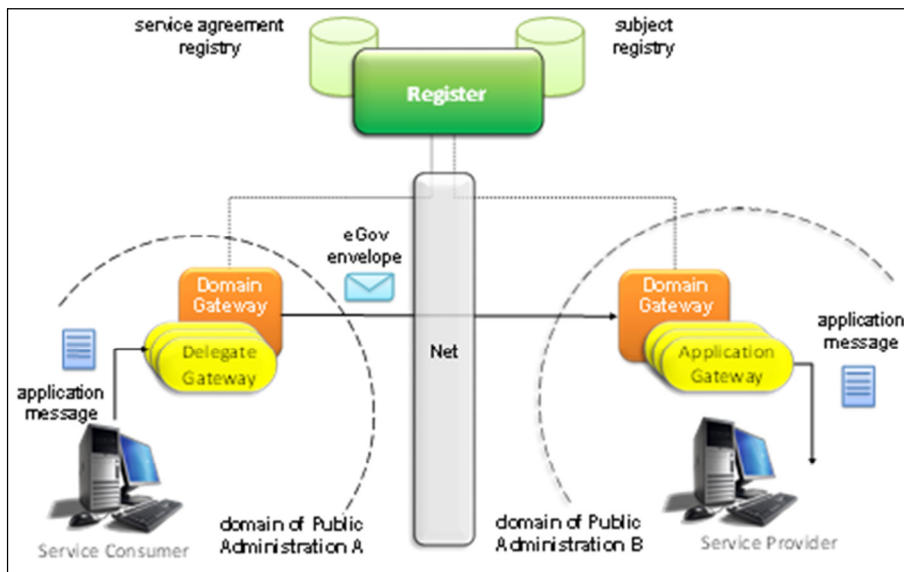 service agreement
registry
subject
registry
Register
eGov
envelope
Domain
Gateway
Delegate
Gateway
application
message
Service Consumer
domain of Public
Administration A
Net
Domain
Gateway
Application
Gateway
application
message
domain of Public
Administration B
Service Provider